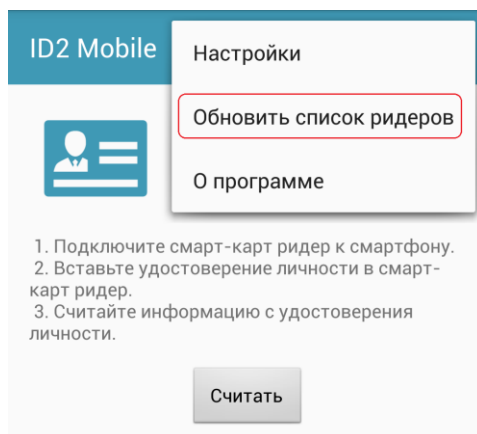 ID2 Mobile
Настройки
Обновить список ридеров
О программе
1. Подключите смарт-карт ридер к смартфону.
2. Вставьте удостоверение личности в смарт-
карт ридер.
3. Считайте информацию с удостоверения
личности.
Считать